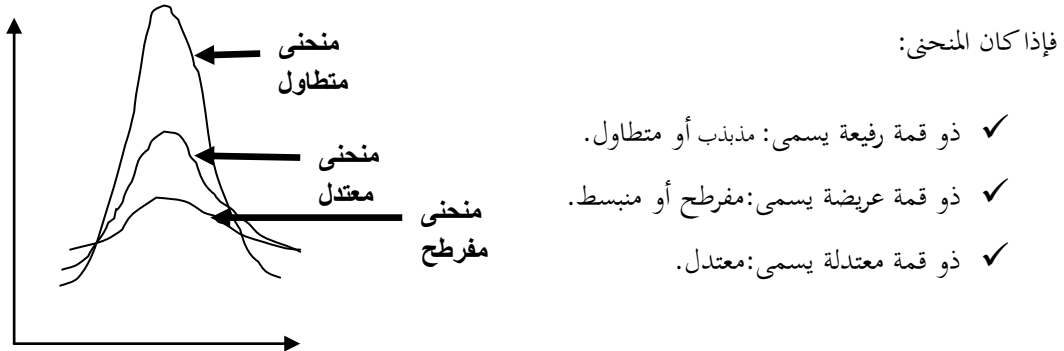 فإذا كان المنحنى:
✓ ذو قمة رفيعة يسمى: مذبذب أو متطاول.
✓ ذو قمة عريضة يسمى:مفرطح أو منبسط.
✓ ذو قمة معتدلة يسمى:معتدل.
منحنى
متطاول
منحنى
معتدل
منحنى
مفرطح